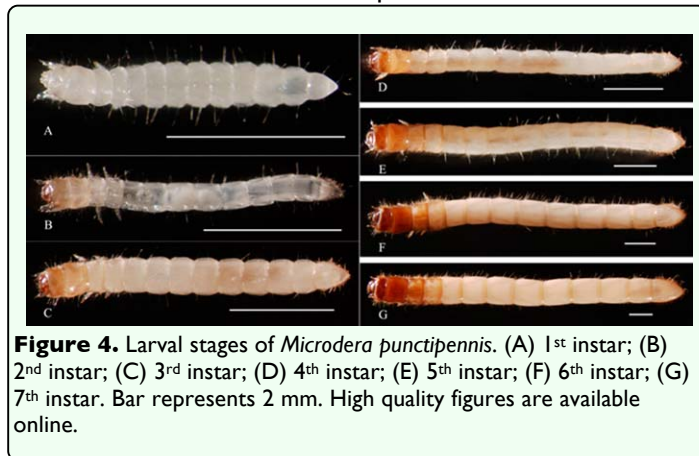 A
B
C
D
E
F
G
Figure 4. Larval stages of Microdera punctipennis. (A) 1st instar; (B)
2nd instar; (C) 3rd instar; (D) 4th instar; (E) 5th instar; (F) 6th instar; (G)
7th instar. Bar represents 2 mm. High quality figures are available
online.